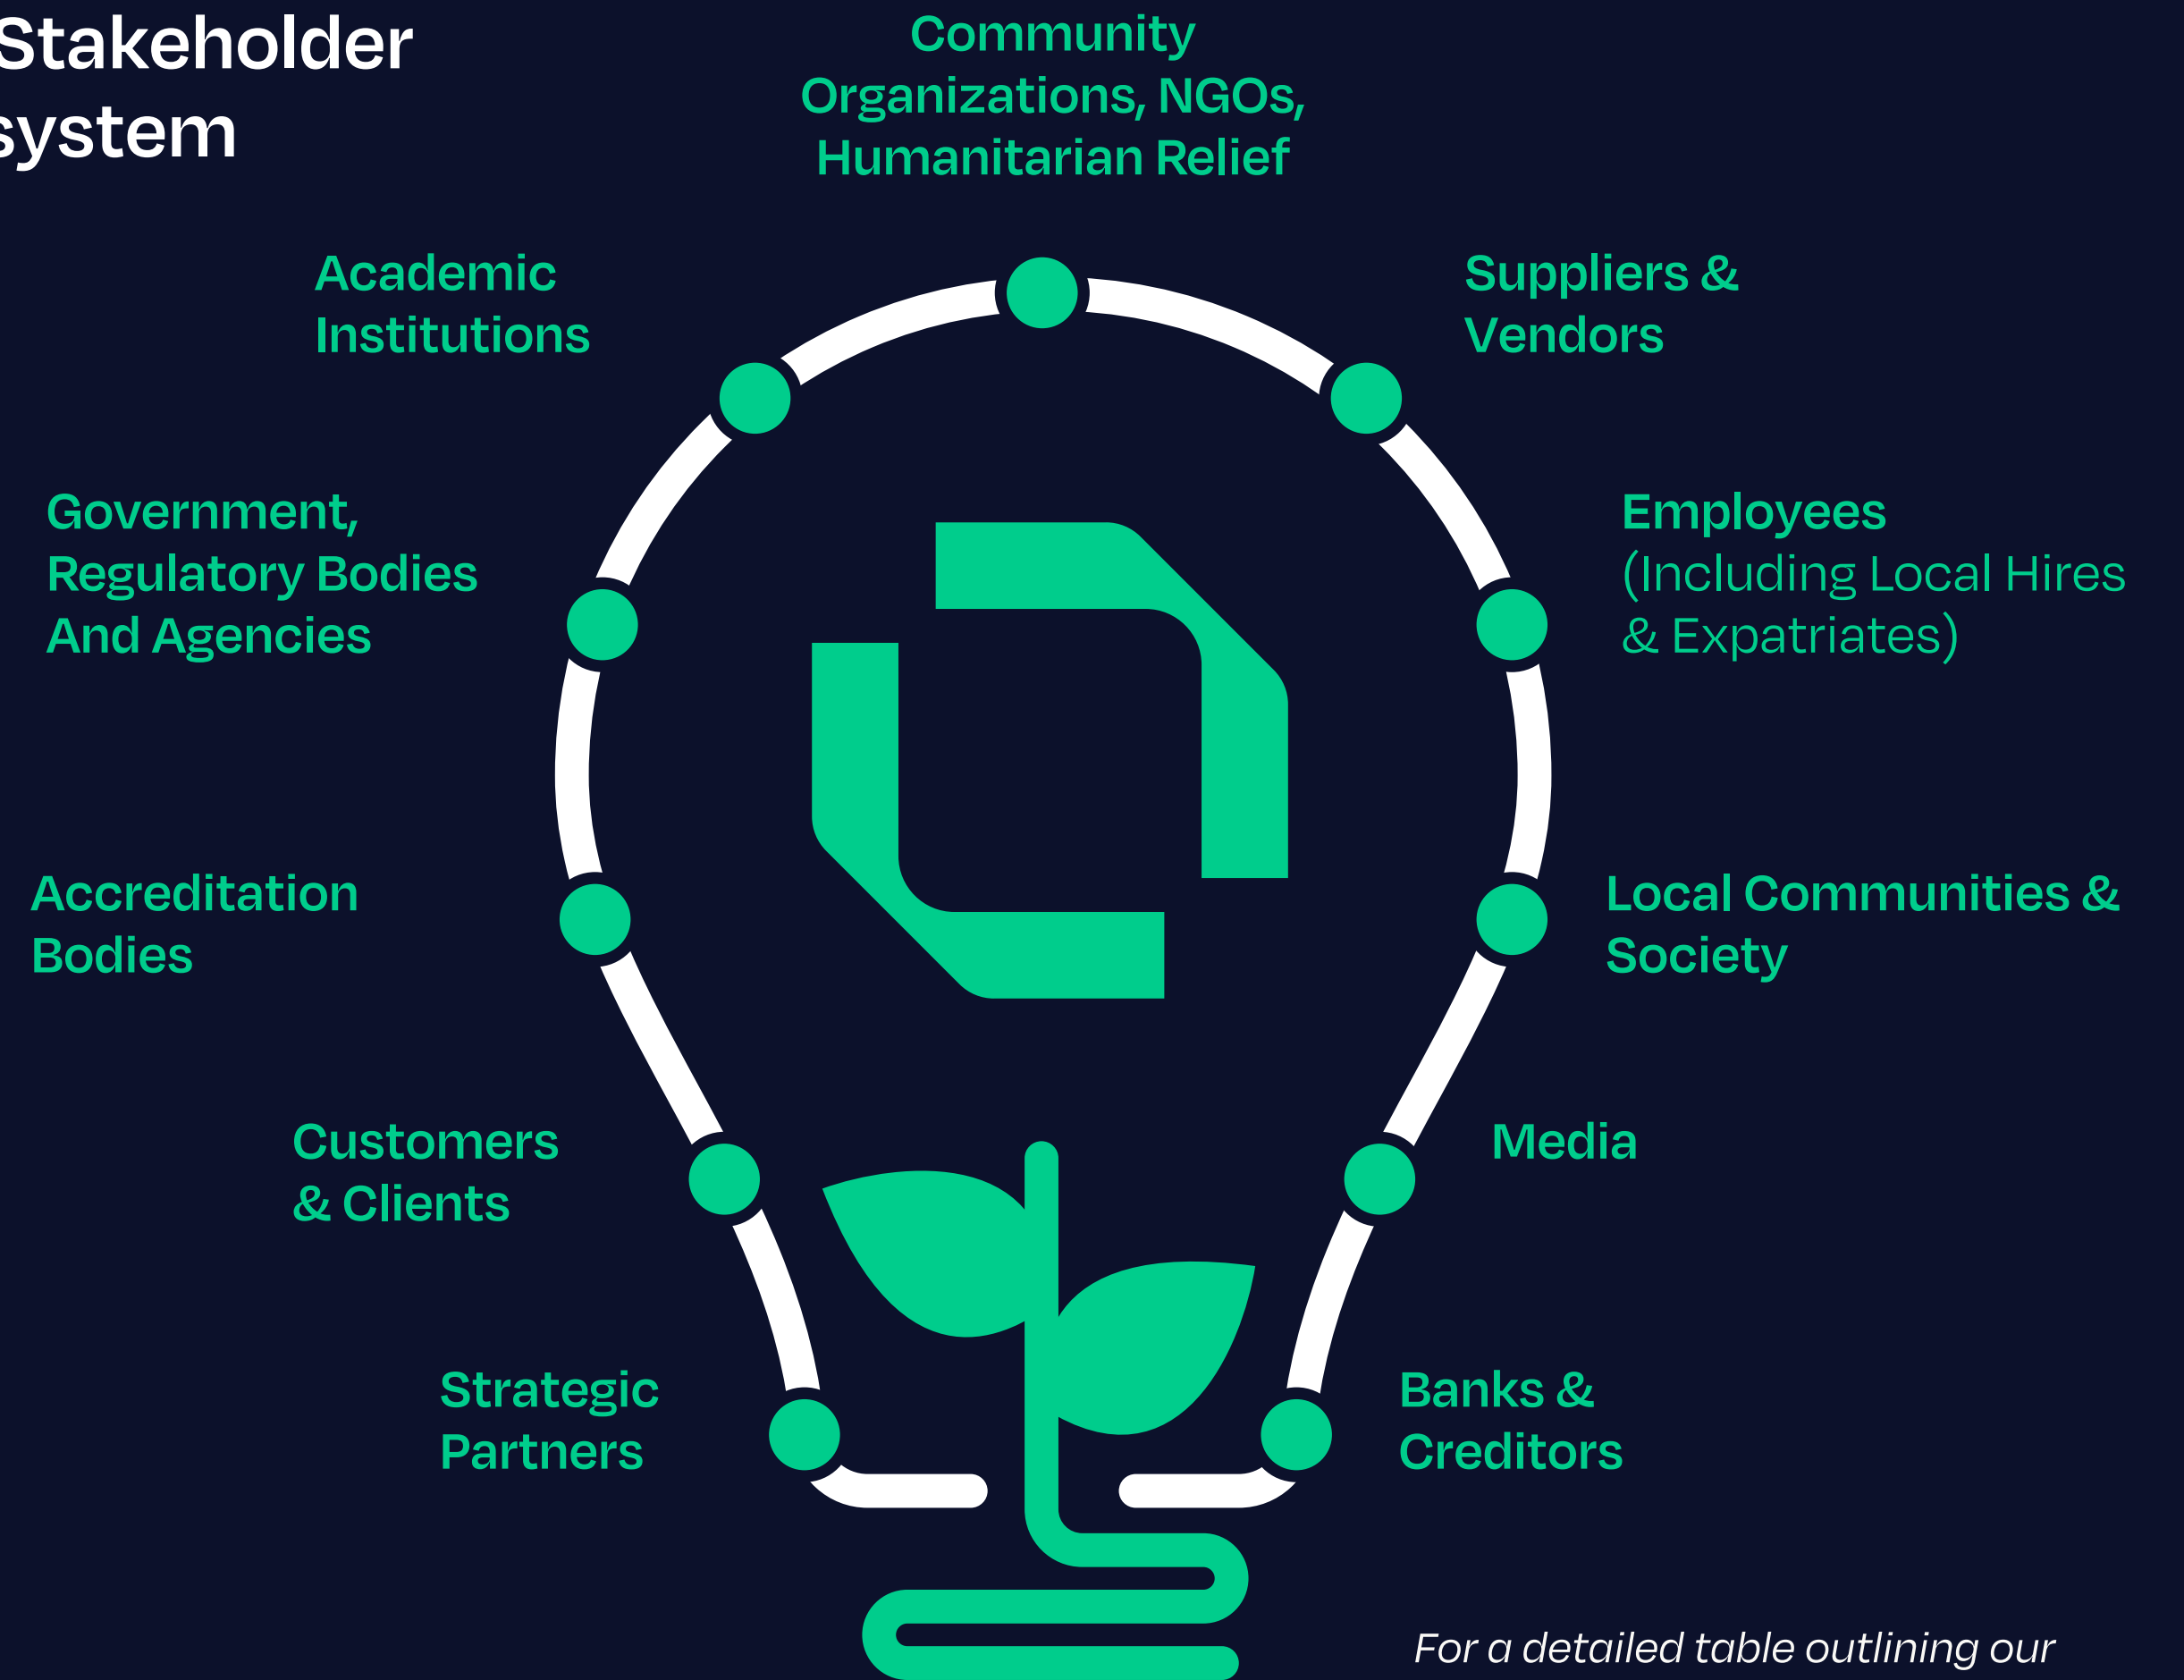 Stakeholder
system
Community
Organizations, NGOs,
Humanitarian Relief
Academic
Institutions
Suppliers &
Vendors
Government,
Regulatory Bodies
And Agencies
Employees
(Including Local Hires
& Expatriates)
Accreditation
Bodies
Local Communities &
Society
Customers
& Clients
Media
Strategic
Partners
Banks &
Creditors
For a detailed table outlining our